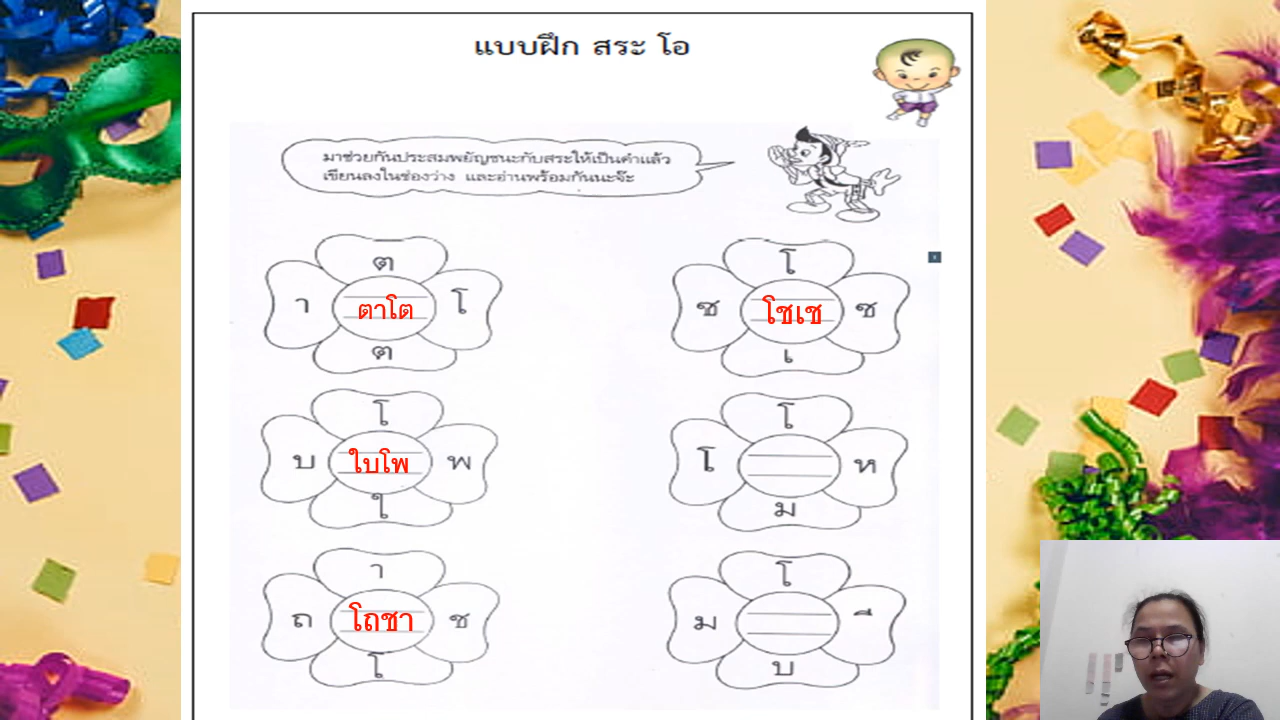 แบบฝึก สระ โอ
มาช่วยกันประสมพยัญชนะกับสระให้เป็นคำแล้ว
เขียนลงในช่องว่าง และอ่านพร้อมกันนะจ๊ะ
ต
า ตาโต โ
ต
โ
ช โชเช ช
เ
โ
บ ใบโพ พ
ใ
โ
โ ห
ม
า
ถ โถชา ช
โ
โ
ม ี
บ